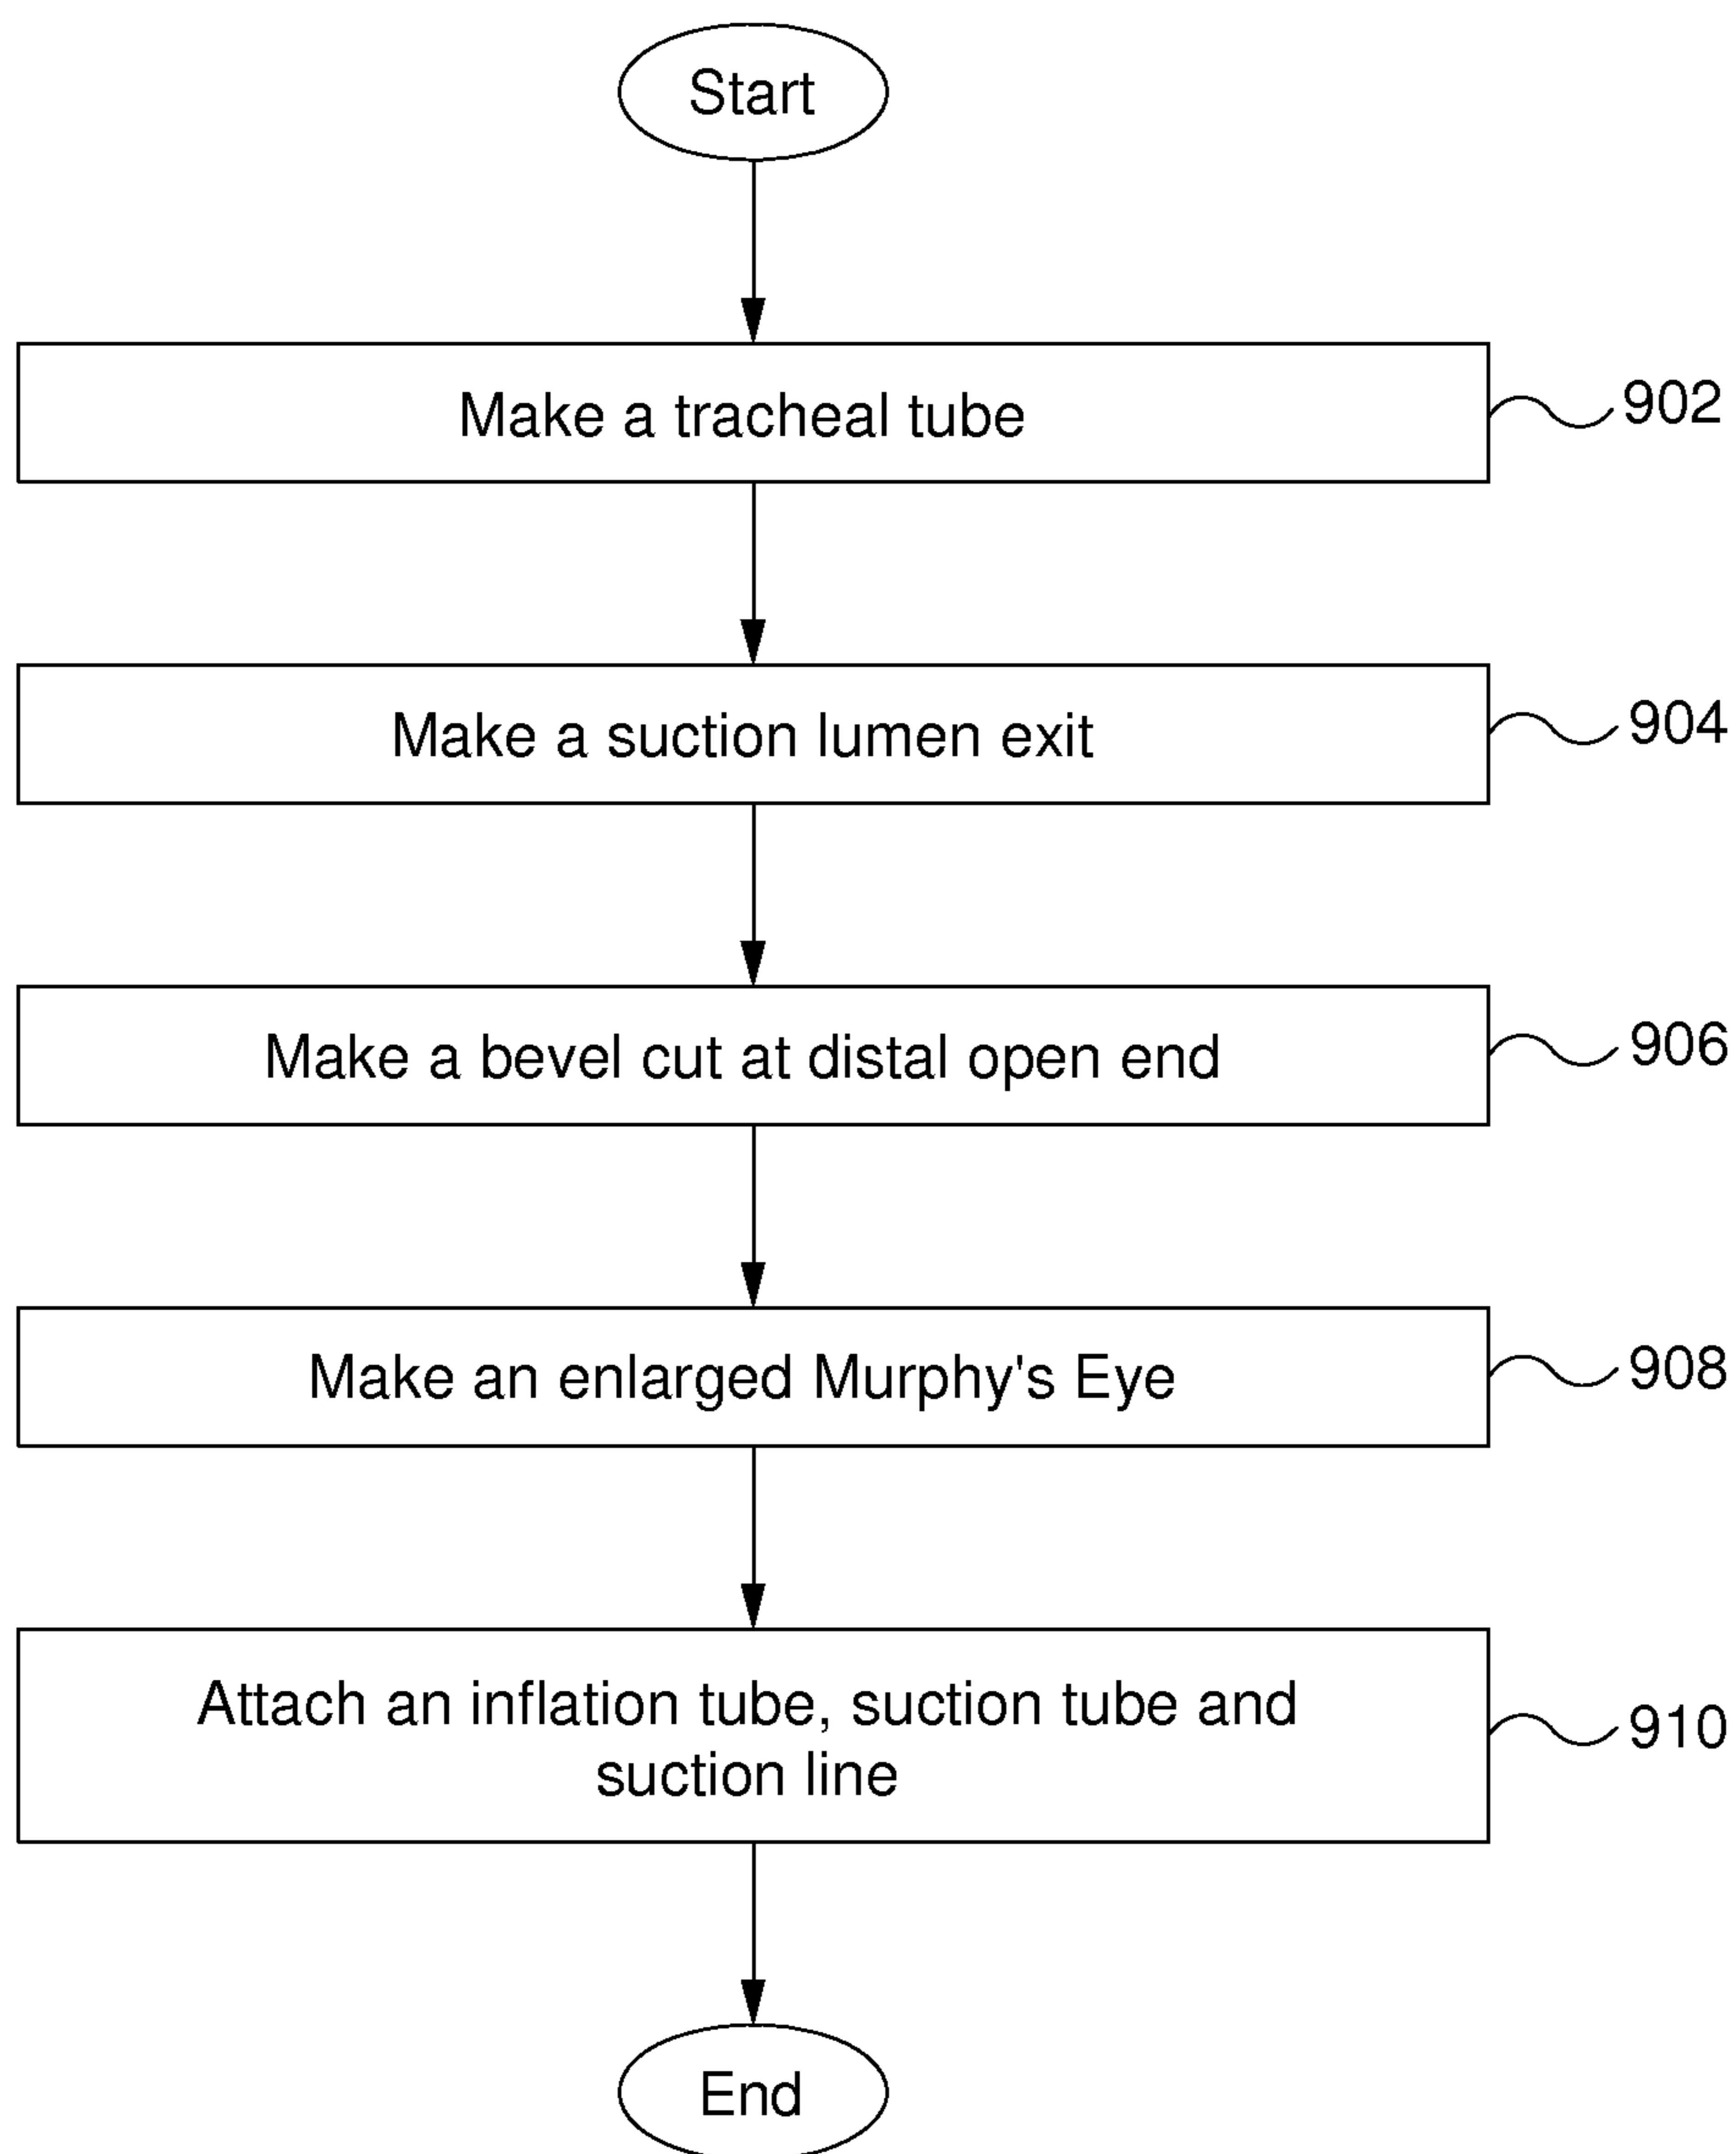 Start
Make a tracheal tube
902
Make a suction lumen exit
904
Make a bevel cut at distal open end
906
Make an enlarged Murphy's Eye
908
Attach an inflation tube, suction tube and
suction line
910
End